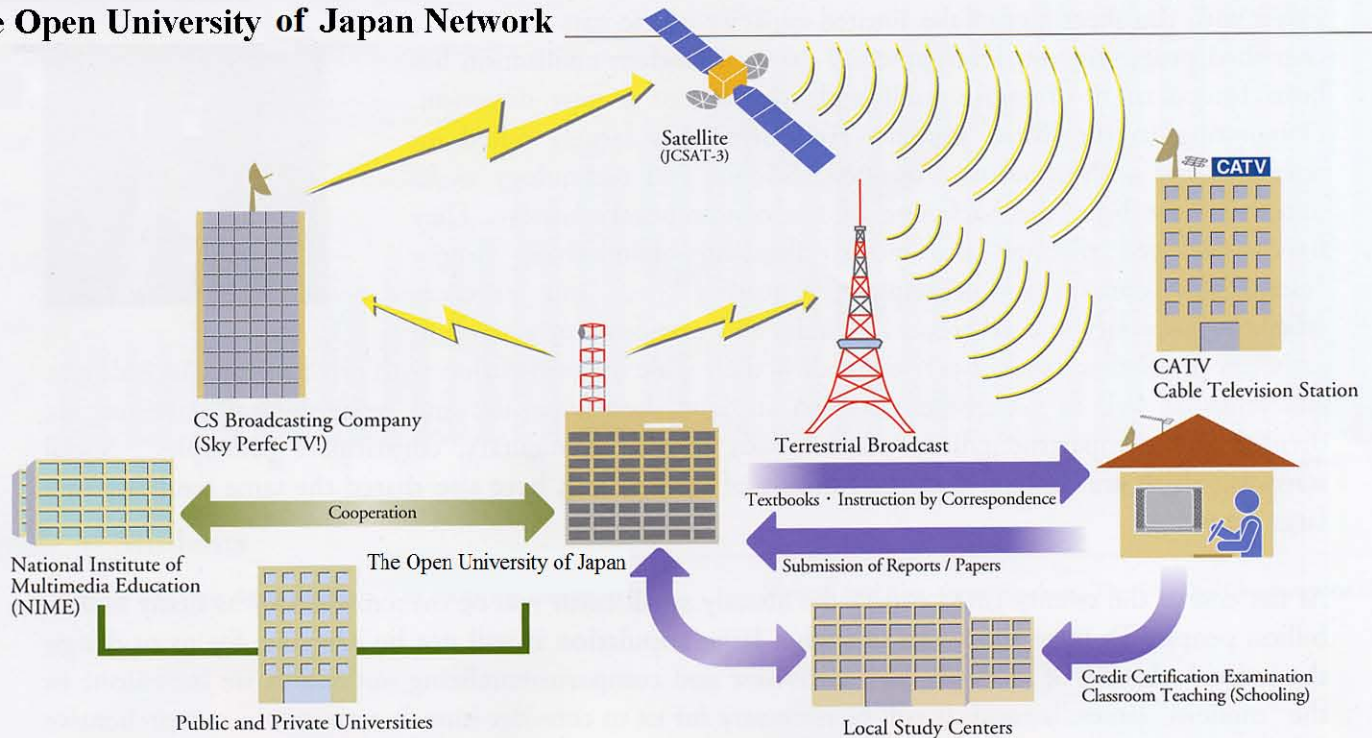 Open University of Japan Network
Satellite
(JCSAT-3)
CATV
CATV
Cable Television Station
CS Broadcasting Company
(Sky PerfecTV!)
Terrestrial Broadcast
Textbooks・Instruction by Correspondence
Cooperation
National Institute of
Multimedia Education
(NIME)
The Open University of Japan
Submission of Reports / Papers
Credit Certification Examination
Classroom Teaching (Schooling)
Public and Private Universities
Local Study Centers